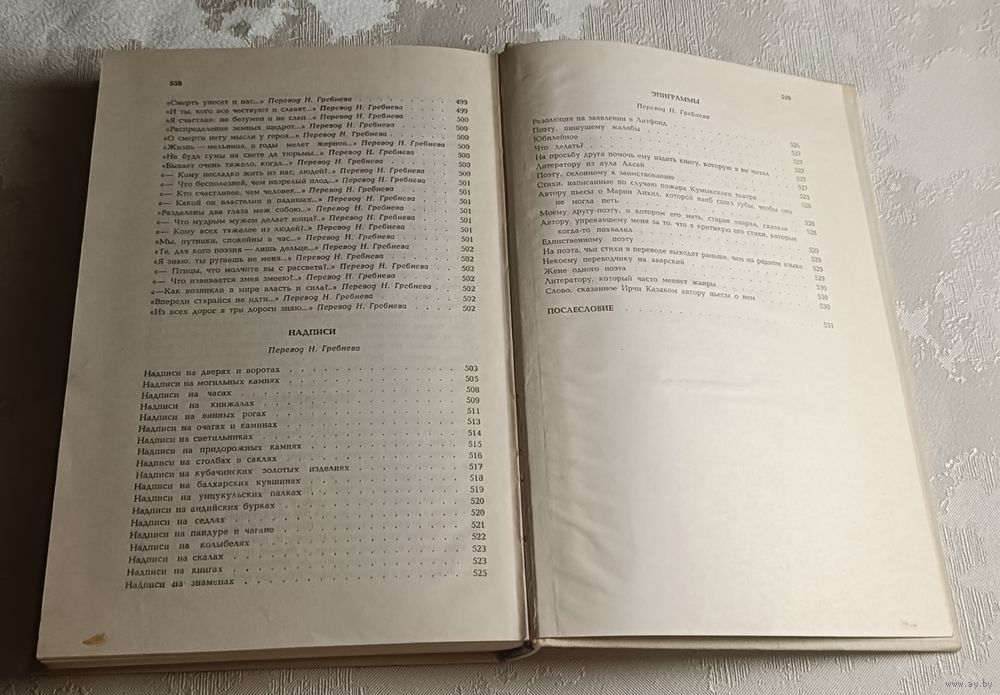 558
«Смерть унесет и нас...» Перевод Н. Гребнева 499
«И ты, кого все чествуют и славят...» Перевод Н. Гребнева 499
«Я счастлив: не безумен и не слеп...» Перевод Н. Гребнева 500
«Распределение земных щедрот...» Перевод Н. Гребнева 500
«О смерти нету мысли у героя...» Перевод Н. Гребнева 500
«Жизнь — мельница, и годы мелет жернов...» Перевод Н. Гребнева 500
«Не будь сумы на свете да тюрьмы...» Перевод Н. Гребнева 500
«Бывает очень тяжело, когда...» Перевод Н. Гребнева 500
«— Кому несладко жить из нас, людей?..» Перевод Н. Гребнева 500
«— Что бесполезней, чем незрелый плод...» Перевод Н. Гребнева 501
«— Кто счастливее, чем человек...» Перевод Н. Гребнева 501
«— Какой он властелин и падишах...» Перевод Н. Гребнева 501
«Разделены два глаза меж собою...» Перевод Н. Гребнева 501
«— Что мудрым мужем делает юнца?..» Перевод Н. Гребнева 501
«— Кому всех тяжелее из людей?..» Перевод Н. Гребнева 501
«Мы, путники, спокойны в час...» Перевод Н. Гребнева 501
«Те, для кого поэзия — лишь дельце...» Перевод Н. Гребнева 502
«Я знаю: ты ругаешь не меня...» Перевод Н. Гребнева 502
«— Птицы, что молчите вы с рассвета?..» Перевод Н. Гребнева 502
«— Что извивается змея змеею?..» Перевод Н. Гребнева 502
«—Как возникли в мире власть и сила?..» Перевод Н. Гребнева 502
«Впереди старайся не идти...» Перевод Н. Гребнева 502
«Из всех дорог я три дороги знаю...» Перевод Н. Гребнева 502
НАДПИСИ
Перевод Н. Гребнева
Надписи на дверях и воротах 503
Надписи на могильных камнях 505
Надписи на часах 508
Надписи на кинжалах 509
Надписи на винных рогах 511
Надписи на очагах и каминах 513
Надписи на светильниках 514
Надписи на придорожных камнях 515
Надписи на столбах в саклях 516
Надписи на кубачинских золотых изделиях 517
Надписи на балхарских кувшинах 518
Надписи на унцукульских палках 519
Надписи на андийских бурках 520
Надписи на седлах 520
Надписи на пандуре и чагане 521
Надписи на колыбелях 522
Надписи на скалах 523
Надписи на книгах 523
Надписи на знаменах 525
ЭПИГРАММЫ
Перевод Н. Гребнева
Резолюция на заявлении в Литфонд
Поэту, пишущему жалобы
Юбилейное 526
Что делать? 527
На просьбу друга помочь ему издать книгу, которую я не читал 527
Литератору из аула Аксай 527
Поэту, склонному к заимствованию 527
Стихи, написанные по случаю пожара Кумыкского театра 527
Автору пьесы о Марин Анхил, которой наиб сшил губы, чтобы она
не могла петь 528
Моему другу-поэту, о котором его мать, старая аварка, сказала 528
Автору, упрекавшему меня за то, что я критикую его стихи, которые
когда-то похвалил 528
Единственному поэту 529
На поэта, чьи стихи в переводе выходят раньше, чем на родном языке
Некоему переводчику на аварский 529
Жене одного поэта 529
Литератору, который часто меняет жанры 530
Слово, сказанное Ирчи Казаком автору пьесы о нем 530
ПОСЛЕСЛОВИЕ 531
www.ay.by